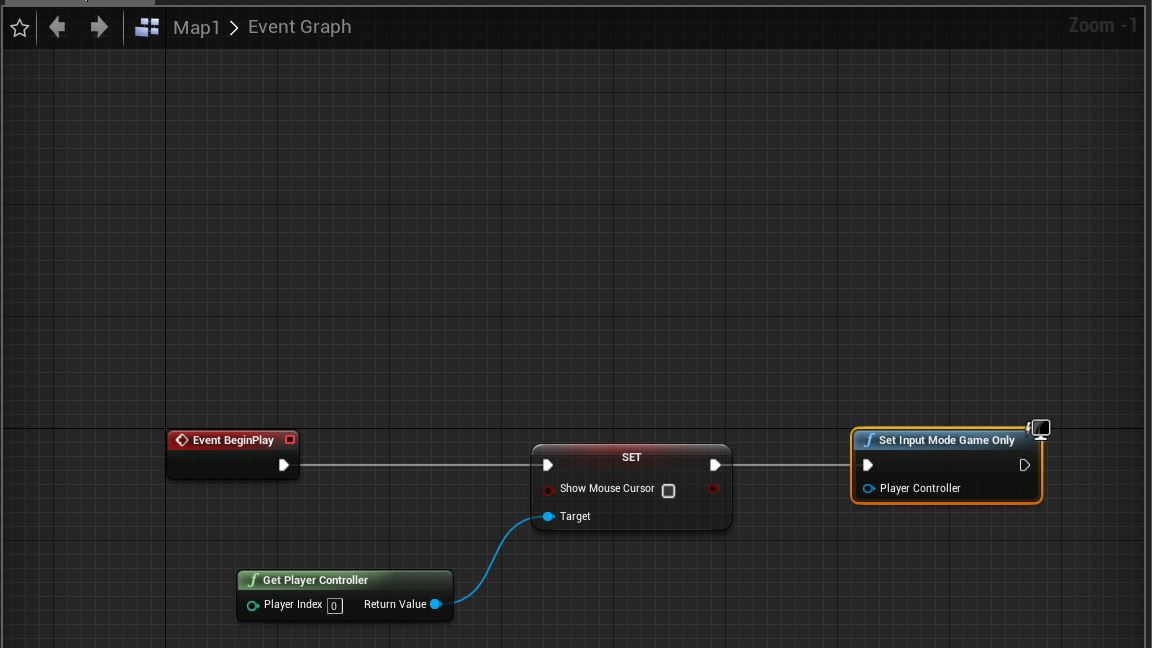 Map1 > Event Graph
Zoom -1
Event BeginPlay
SET
Show Mouse Cursor
Target
Set Input Mode Game Only
Player Controller
Get Player Controller
Player Index 0 Return Value